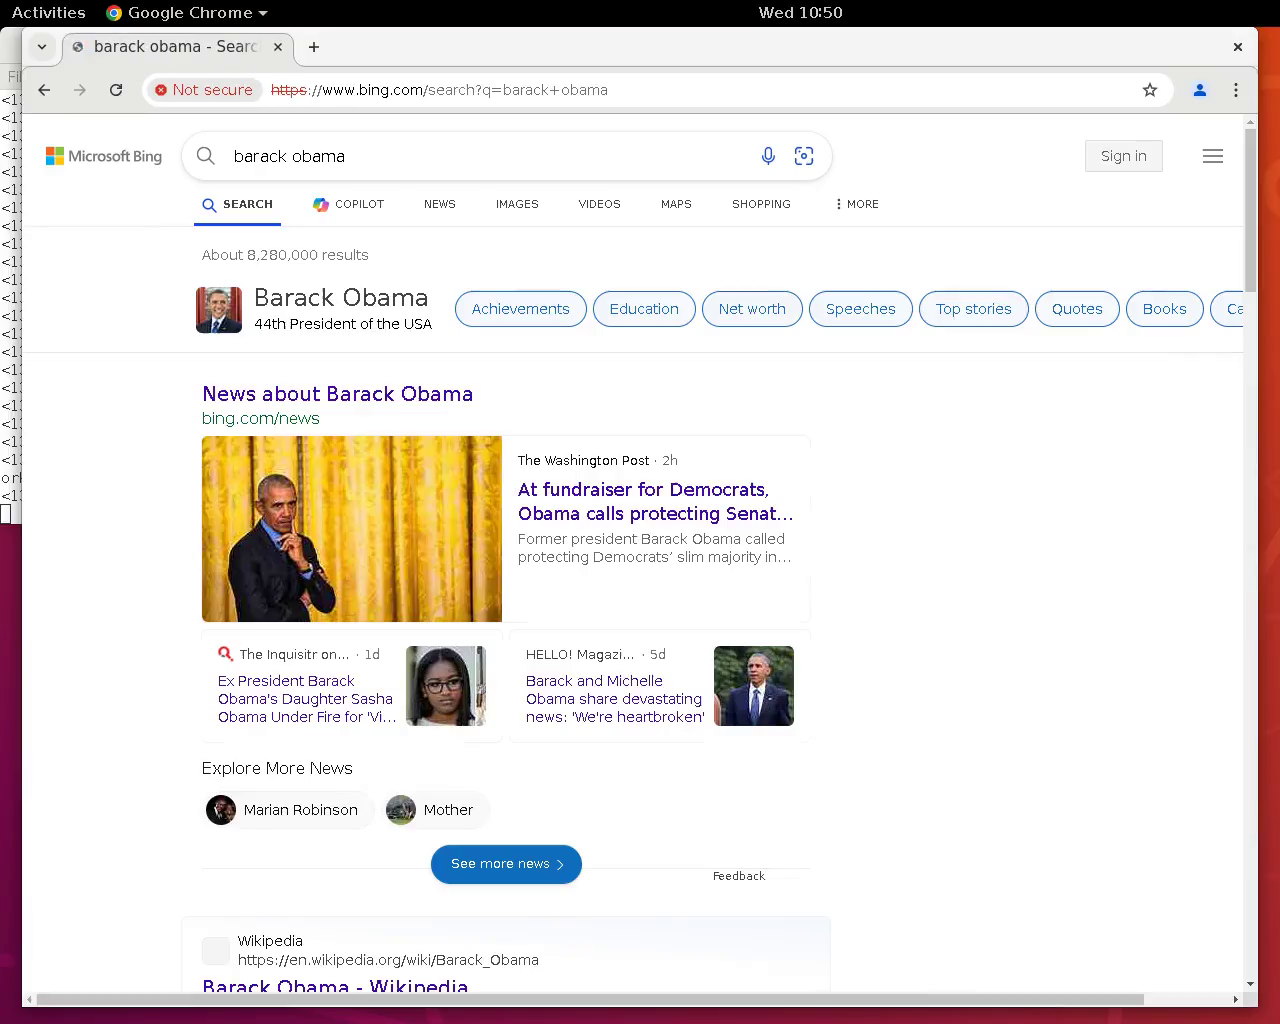 Activities
Google Chrome
Wed 10:50
barack obama - Searc
Not secure
https://www.bing.com/search?q=barack+obama
Microsoft Bing
barack obama
Sign in
SEARCH
COPILOT
NEWS
IMAGES
VIDEOS
MAPS
SHOPPING
MORE
About 8,280,000 results
Barack Obama
44th President of the USA
Achievements
Education
Net worth
Speeches
Top stories
Quotes
Books
Ca
News about Barack Obama
bing.com/news
The Washington Post · 2h
At fundraiser for Democrats,
Obama calls protecting Senat...
Former president Barack Obama called
protecting Democrats’ slim majority in...
The Inquisitr on... · 1d
Ex President Barack
Obama's Daughter Sasha
Obama Under Fire for 'Vi...
HELLO! Magazi... · 5d
Barack and Michelle
Obama share devastating
news: 'We're heartbroken'
Explore More News
Marian Robinson
Mother
See more news
Feedback
Wikipedia
https://en.wikipedia.org/wiki/Barack_Obama
Barack Obama - Wikipedia